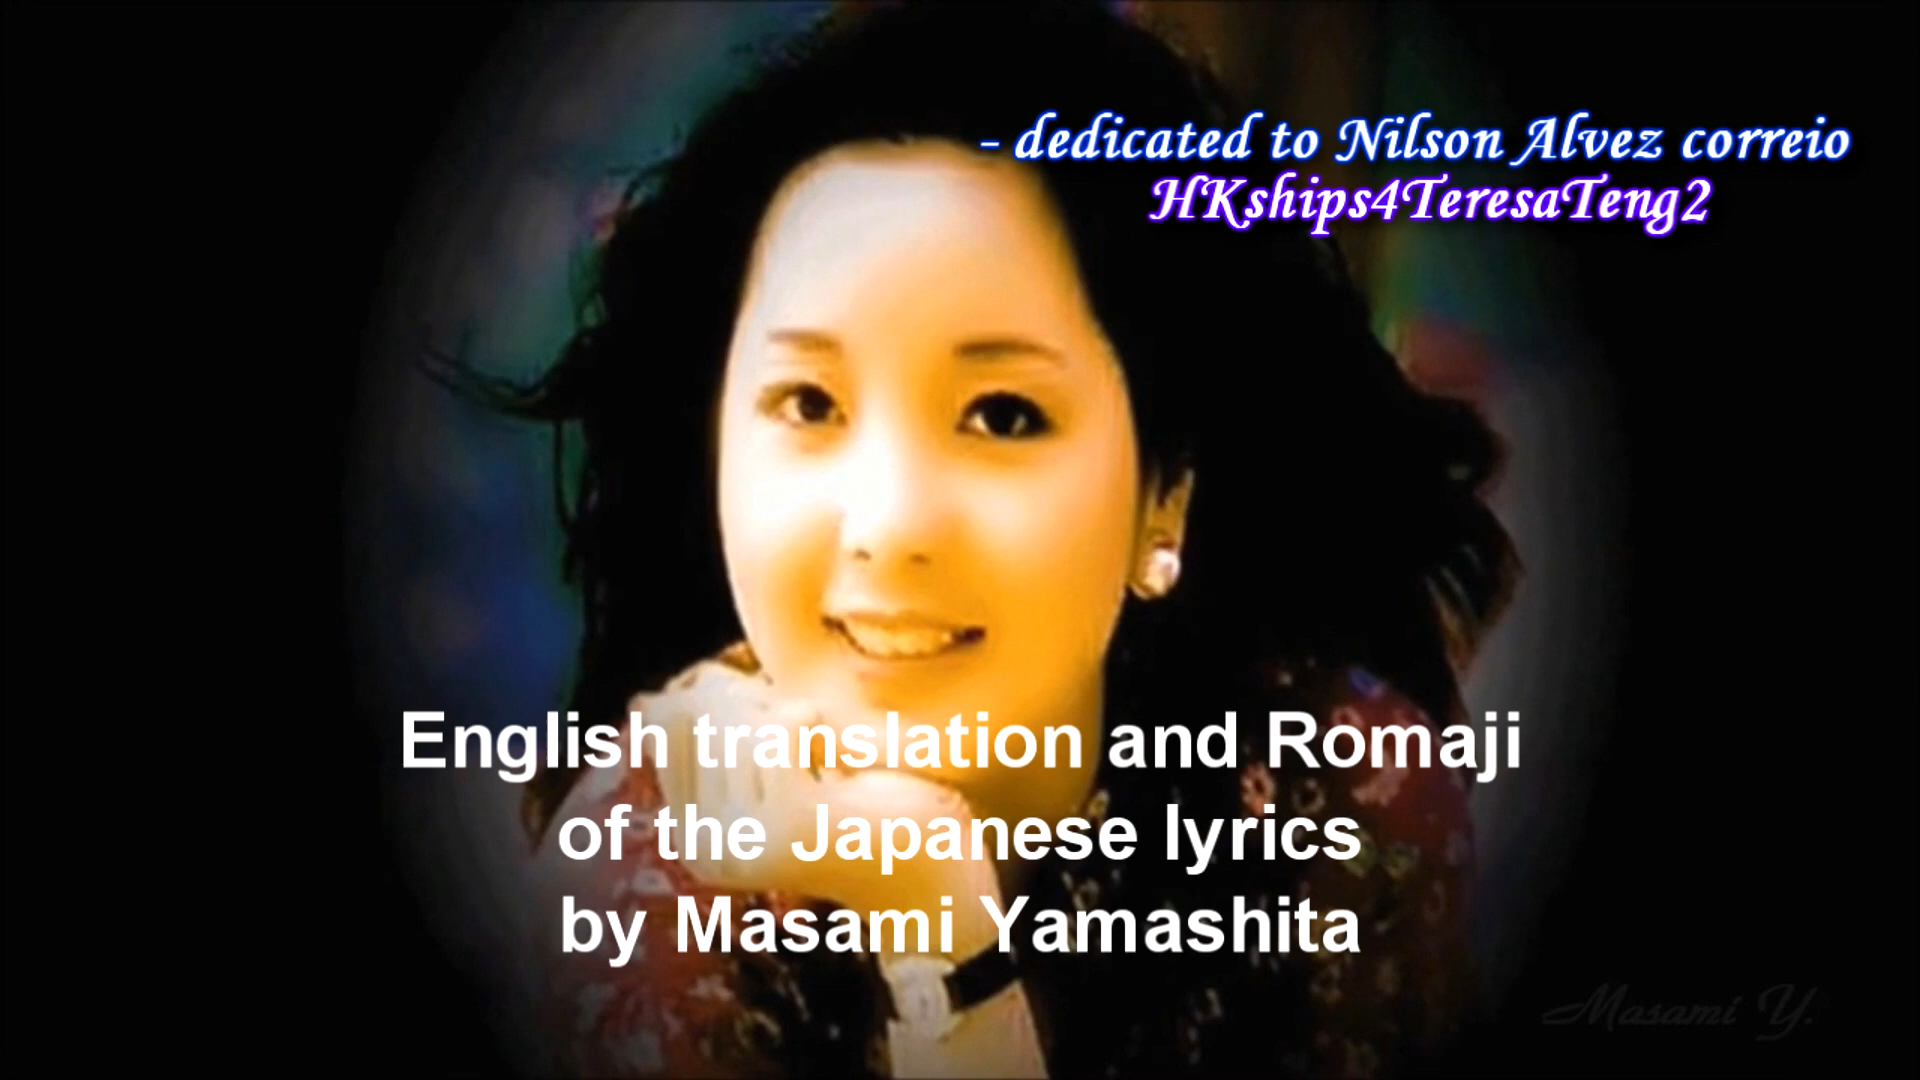 - dedicated to Nilson Alvez correio
HKships4TeresaTeng2
English translation and Romaji
of the Japanese lyrics
by Masami Yamashita
Masami Y.